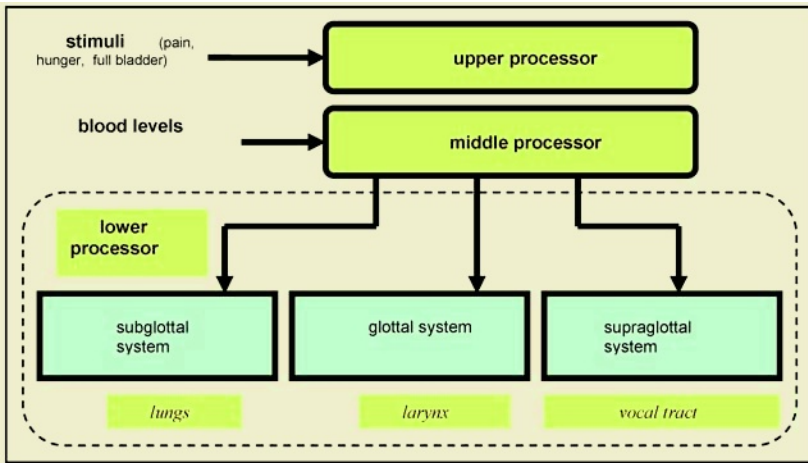 stimuli (pain,
hunger, full bladder)
upper processor
blood levels
middle processor
lower
processor
subglottal
system
glottal system
supraglottal
system
lungs
larynx
vocal tract